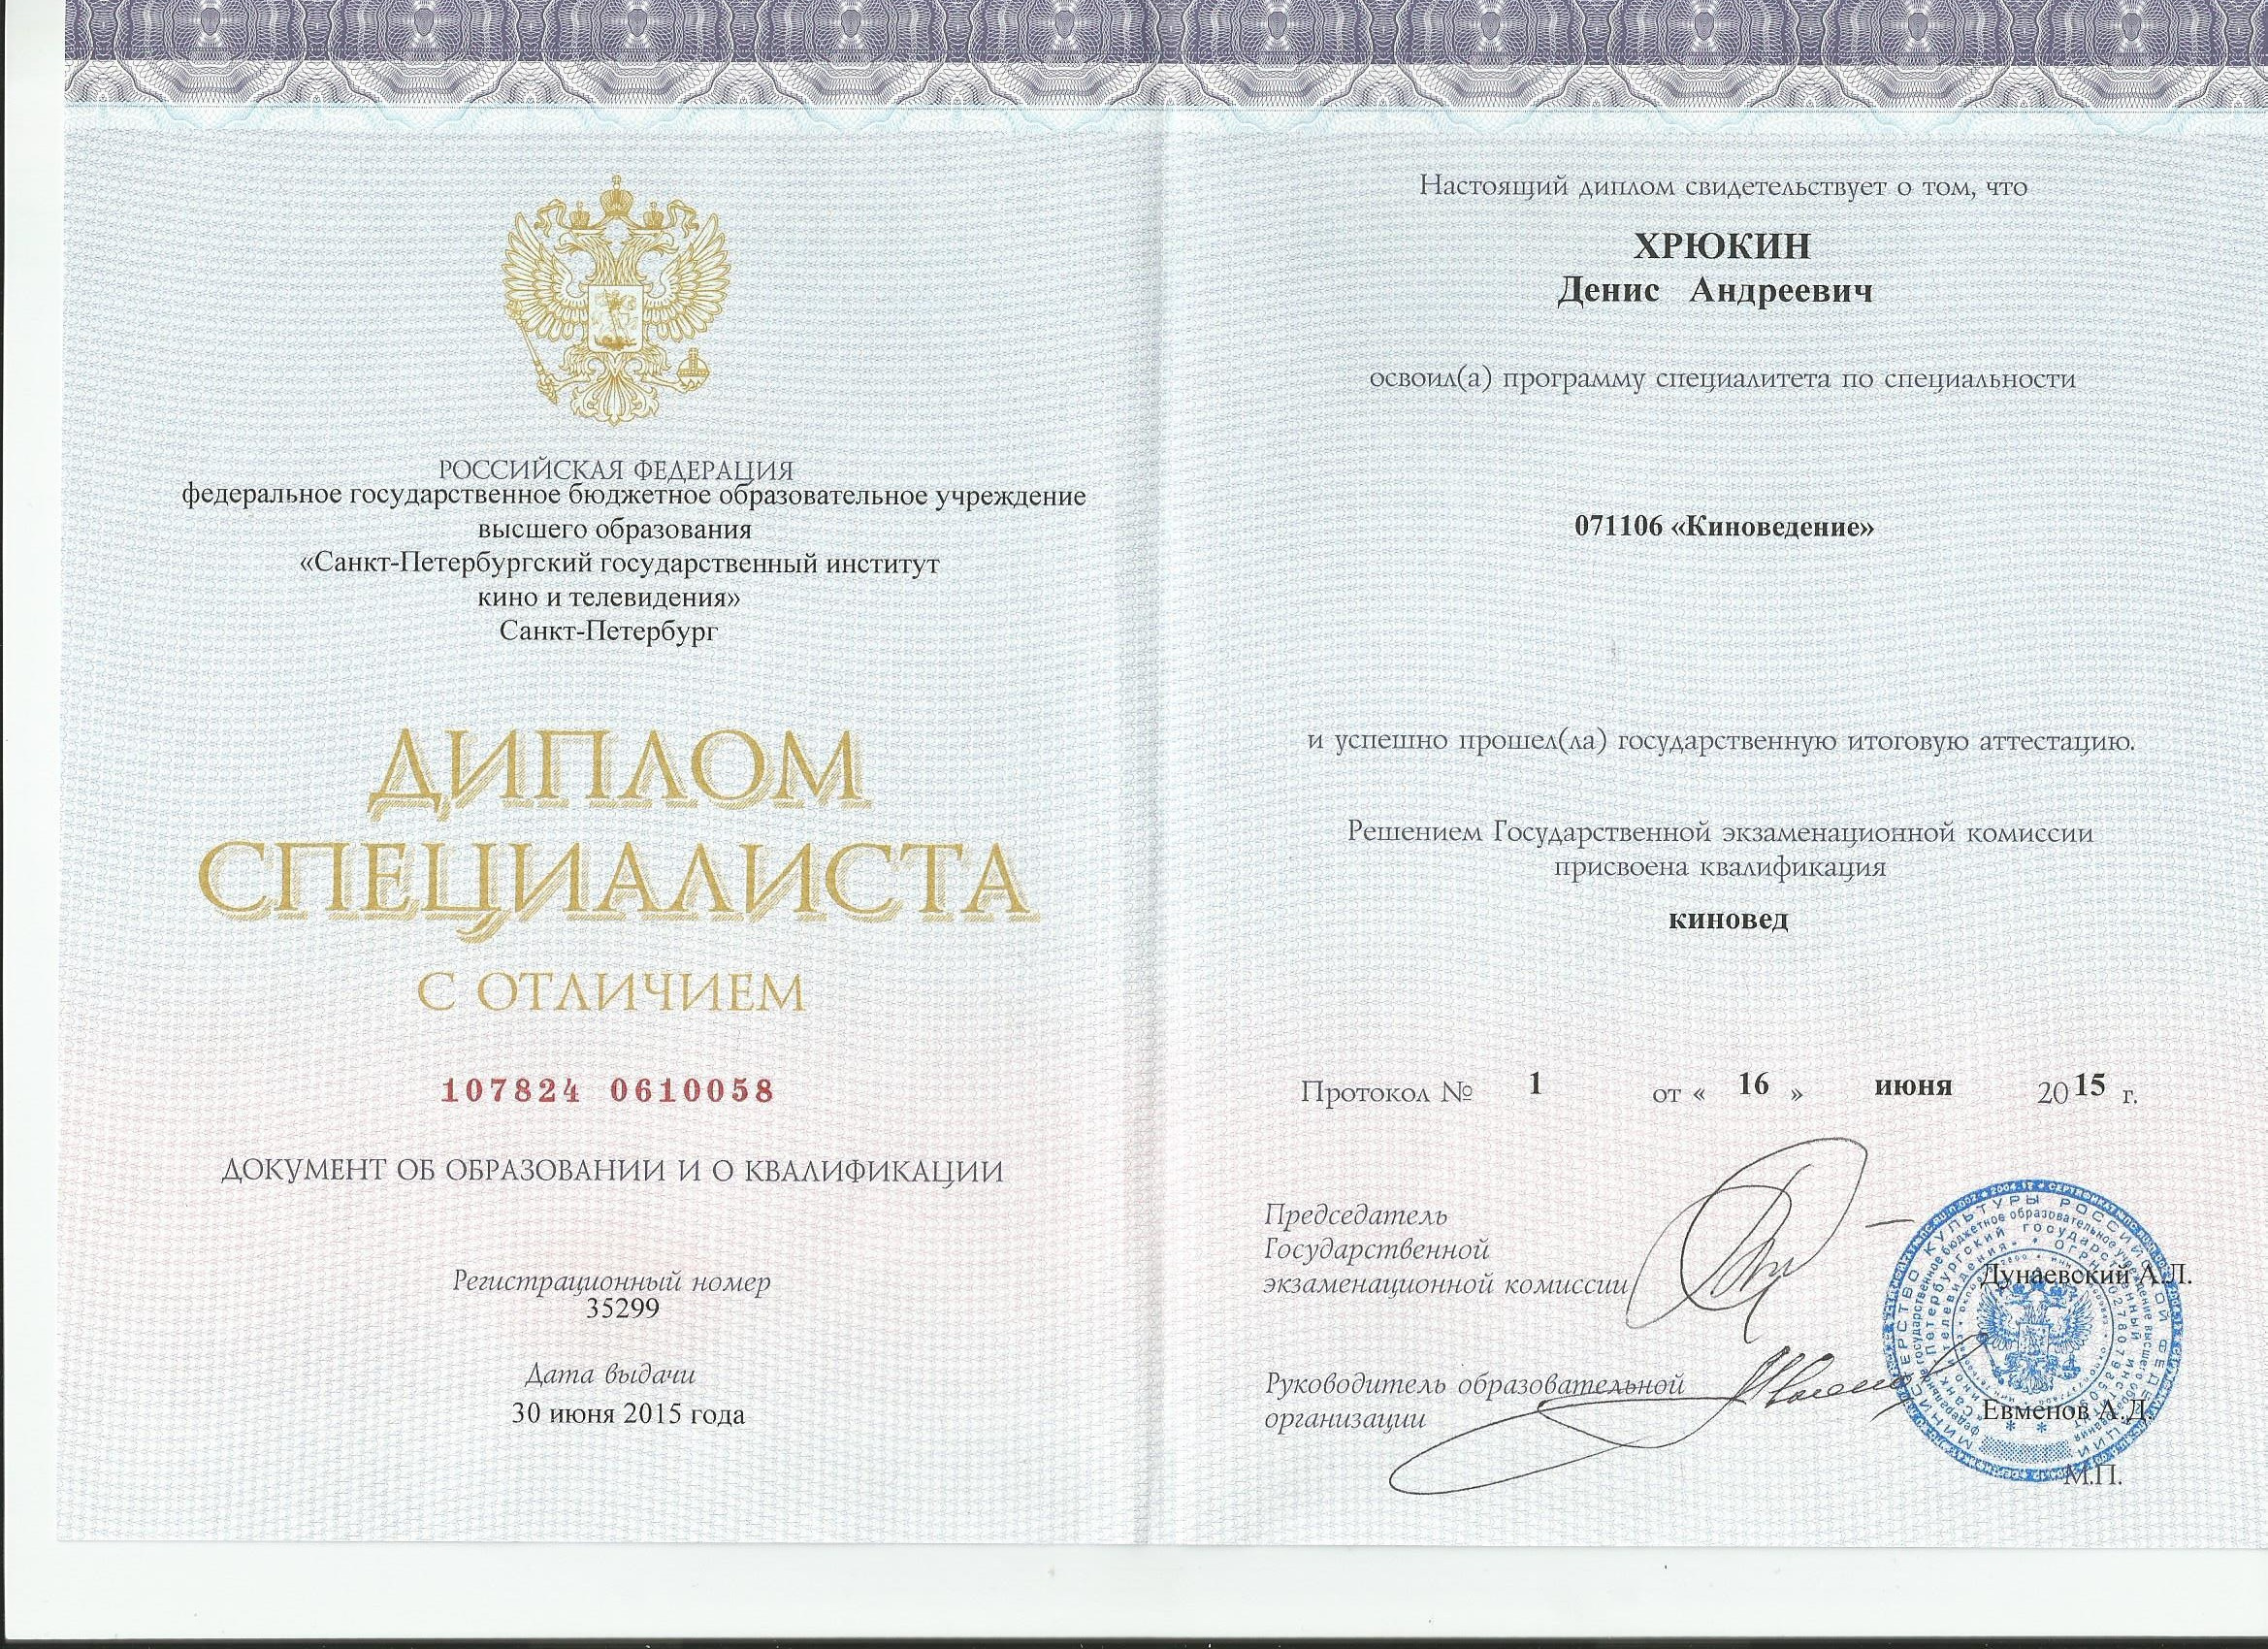 РОССИЙСКАЯ ФЕДЕРАЦИЯ
федеральное государственное бюджетное образовательное учреждение
высшего образования
«Санкт-Петербургский государственный институт
кино и телевидения»
Санкт-Петербург
ДИПЛОМ
СПЕЦИАЛИСТА
С ОТЛИЧИЕМ
107824 0610058
ДОКУМЕНТ ОБ ОБРАЗОВАНИИ И О КВАЛИФИКАЦИИ
Регистрационный номер
35299
Дата выдачи
30 июня 2015 года
Настоящий диплом свидетельствует о том, что
ХРЮКИН
Денис Андреевич
освоил(а) программу специалитета по специальности
071106 «Киноведение»
и успешно прошел(ла) государственную итоговую аттестацию.
Решением Государственной экзаменационной комиссии
присвоена квалификация
киновед
Протокол № 1 от « 16 » июня 2015 г.
Председатель
Государственной
экзаменационной комиссии
Дунаевский А.Л.
Руководитель образовательной
организации
Евменов А.Д.
М.П.
МИНИСТЕРСТВО КУЛЬТУРЫ РОССИЙСКОЙ ФЕДЕРАЦИИ